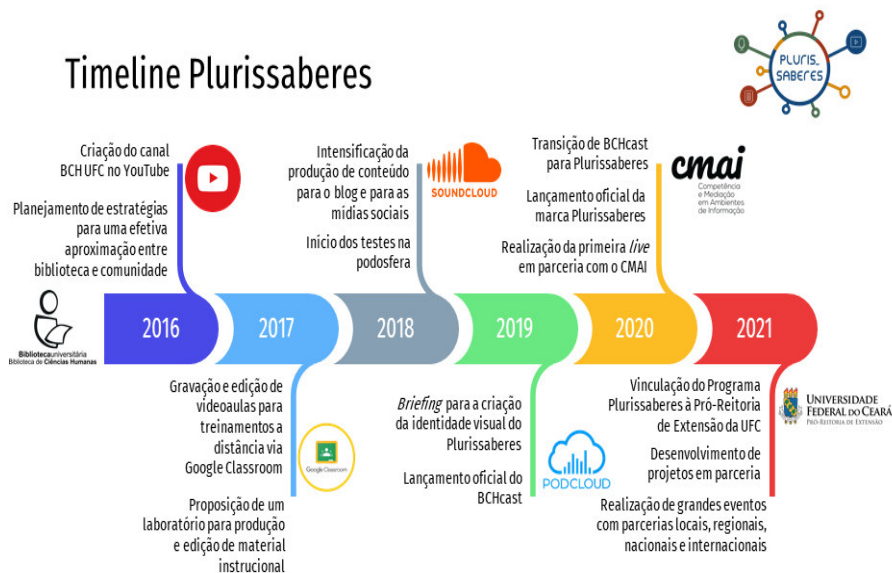 Timeline Plurissaberes
PLURIS_
SABERES
Criação do canal
BCH UFC no YouTube
Planejamento de estratégias
para uma efetiva
aproximação entre
biblioteca e comunidade
Intensificação da
produção de conteúdo
para o blog e para as
mídias sociais
Início dos testes na
podosfera
SOUNDCLOUD
Transição de BCHcast
para Plurissaberes
Lançamento oficial da
marca Plurissaberes
Realização da primeira live
em parceria com o CMAI
cmai
Competência
e Mediação
em Ambientes
de Informação
Bibliotecauniversitária
Biblioteca de Ciências Humanas
2016
2017
2018
2019
2020
2021
Gravação e edição de
videoaulas para
treinamentos a
distância via
Google Classroom
Proposição de um
laboratório para produção
e edição de material
instrucional
Google Classroom
Briefing para a criação
da identidade visual do
Plurissaberes
Lançamento oficial do
BCHcast
PODCLOUD
Vinculação do Programa
Plurissaberes à Pró-Reitoria
de Extensão da UFC
Desenvolvimento de
projetos em parceria
Realização de grandes eventos
com parcerias locais, regionais,
nacionais e internacionais
UNIVERSIDADE
FEDERAL DO CEARÁ
PRÓ-REITORIA DE EXTENSÃO